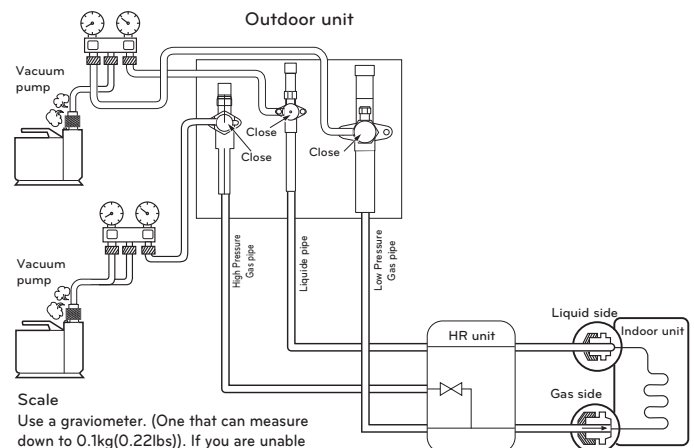 Outdoor unit
Vacuum
pump
Close
Close
Close
High Pressure
Gas pipe
Liquide pipe
Low Pressure
Gas pipe
Vacuum
pump
HR unit
Liquid side
Indoor unit
Gas side
Scale
Use a graviometer. (One that can measure
down to 0.1kg(0.22lbs)). If you are unable